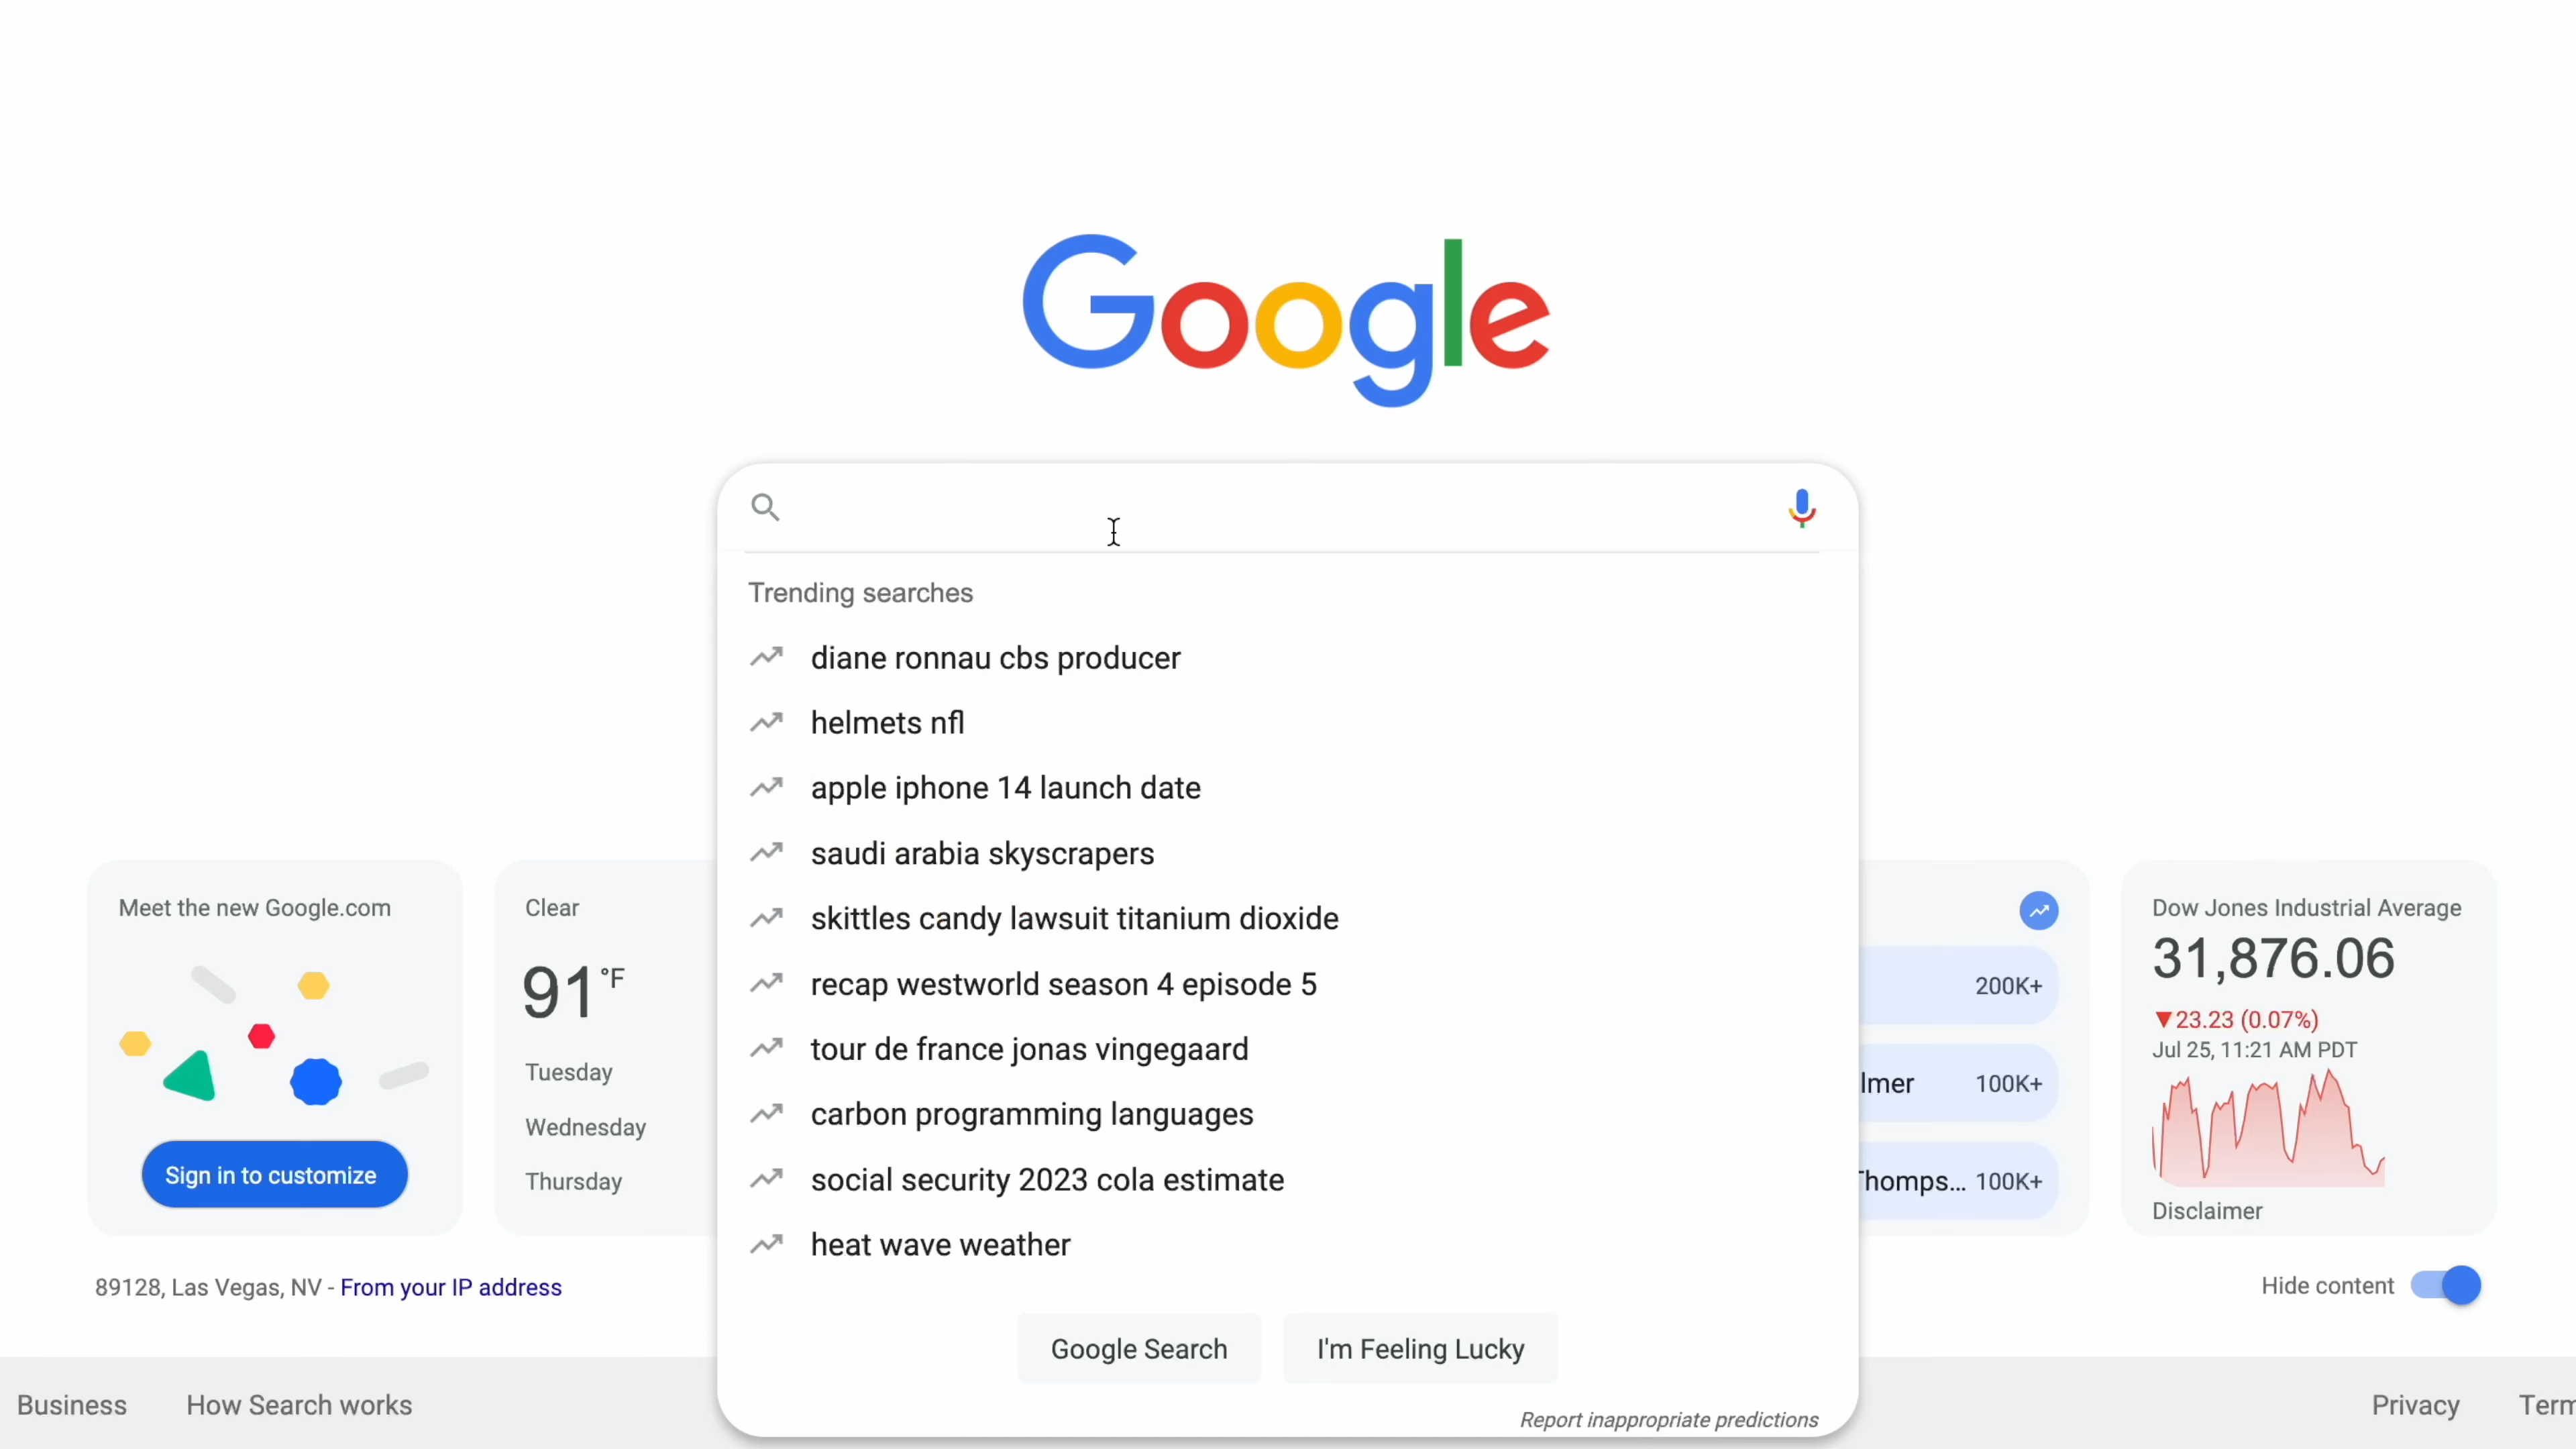 Google
Trending searches
diane ronnau cbs producer
helmets nfl
apple iphone 14 launch date
saudi arabia skyscrapers
skittles candy lawsuit titanium dioxide
recap westworld season 4 episode 5
tour de france jonas vingegaard
carbon programming languages
social security 2023 cola estimate
heat wave weather
Google Search
I'm Feeling Lucky
Report inappropriate predictions
Meet the new Google.com
Sign in to customize
Clear
91 °F
Tuesday
Wednesday
Thursday
200K+
lmer 100K+
Thomps... 100K+
Dow Jones Industrial Average
31,876.06
▼23.23 (0.07%)
Jul 25, 11:21 AM PDT
Disclaimer
89128, Las Vegas, NV - From your IP address
Hide content
Business
How Search works
Privacy
Term